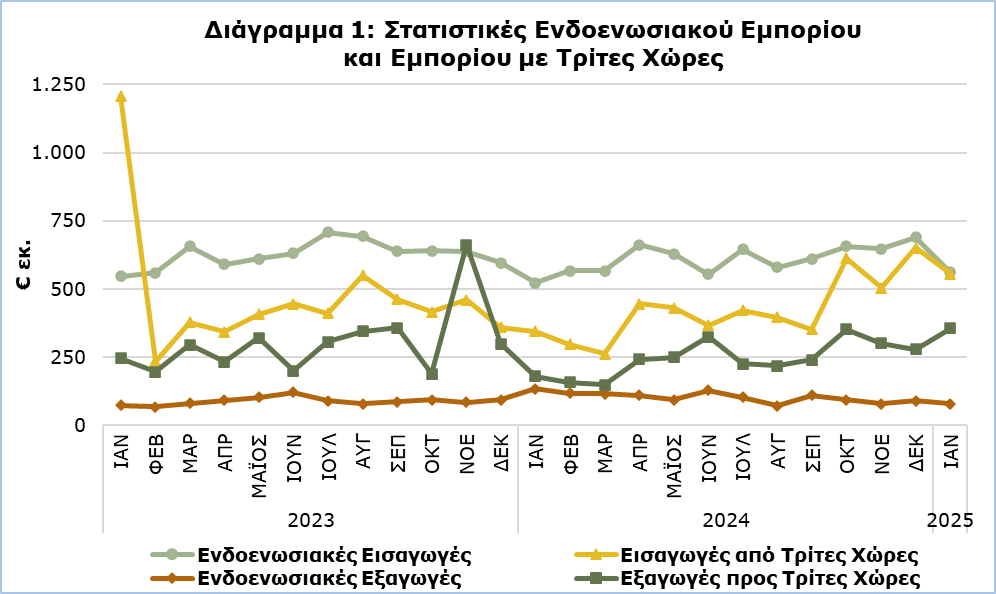 Διάγραμμα 1: Στατιστικές Ενδοενωσιακού Εμπορίου
και Εμπορίου με Τρίτες Χώρες
1.250
1.000
750
500
250
0
€ εκ.
ΙΑΝ
ΦΕΒ
ΜΑΡ
ΑΠΡ
ΜΑΪΟΣ
ΙΟΥΝ
ΙΟΥΛ
ΑΥΓ
ΣΕΠ
ΟΚΤ
ΝΟΕ
ΔΕΚ
ΙΑΝ
ΦΕΒ
ΜΑΡ
ΑΠΡ
ΜΑΪΟΣ
ΙΟΥΝ
ΙΟΥΛ
ΑΥΓ
ΣΕΠ
ΟΚΤ
ΝΟΕ
ΔΕΚ
ΙΑΝ
2023
2024
2025
Ενδοενωσιακές Εισαγωγές
Εισαγωγές από Τρίτες Χώρες
Ενδοενωσιακές Εξαγωγές
Εξαγωγές προς Τρίτες Χώρες